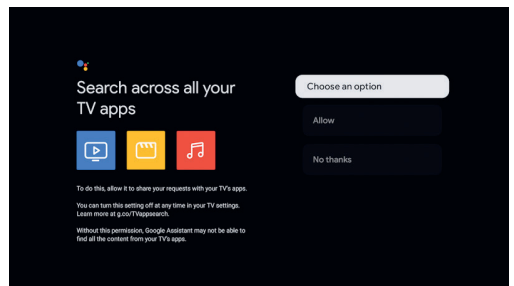 Search across all your
TV apps
To do this, allow it to share your requests with your TV's apps.
You can turn this setting off at any time in your TV settings.
Learn more at g.co/TVappsearch.
Without this permission, Google Assistant may not be able to
find all the content from your TV's apps.
Choose an option
Allow
No thanks